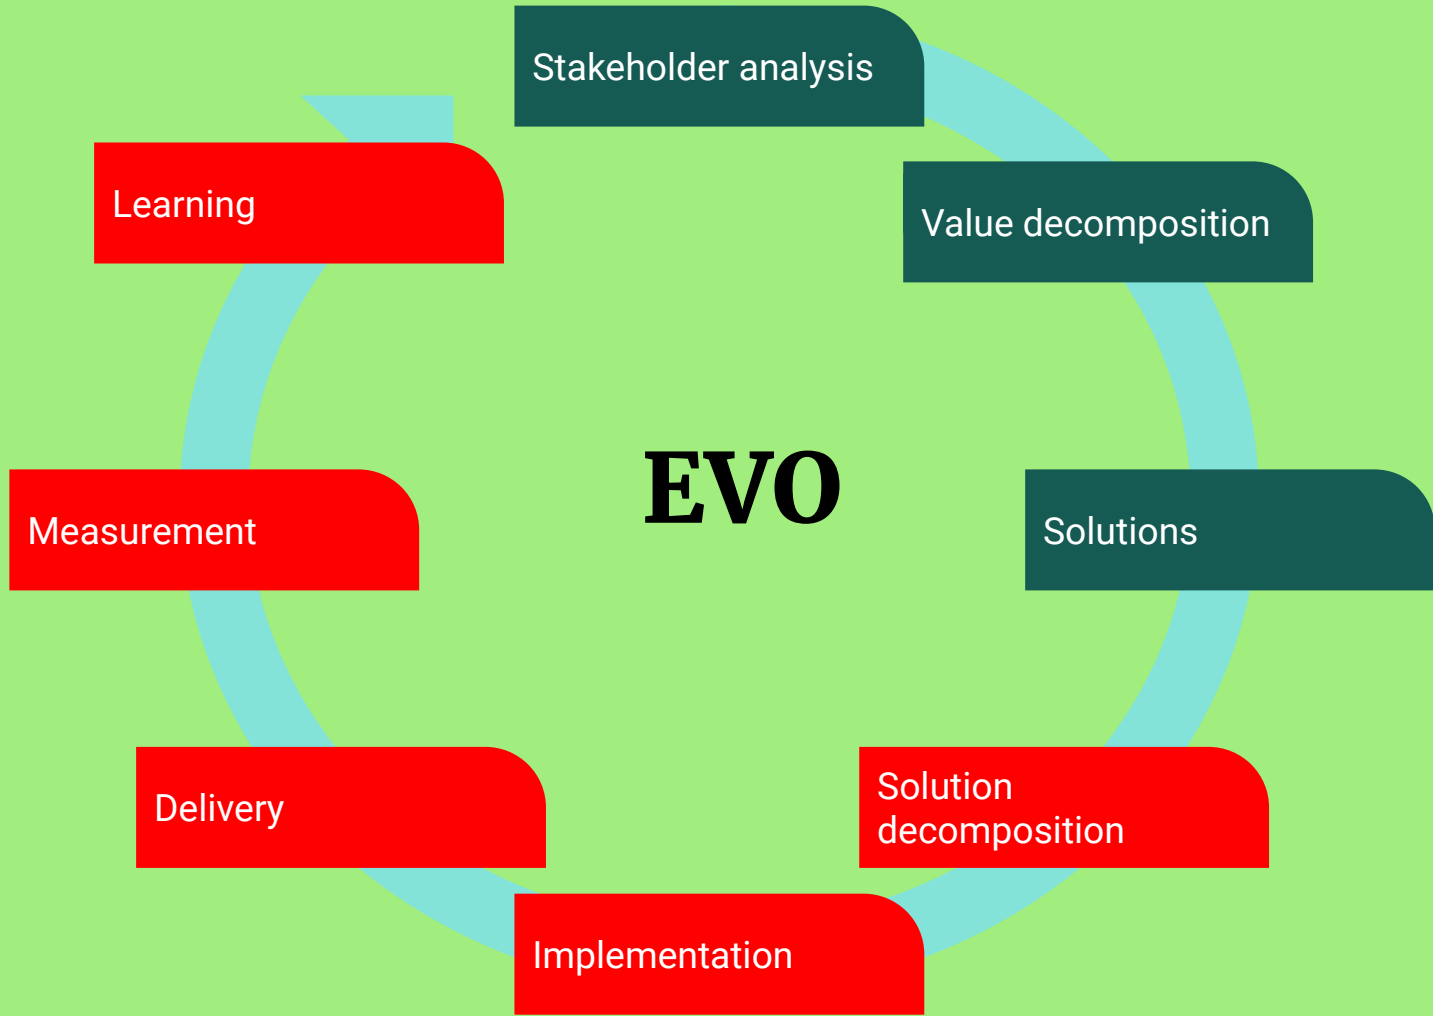 Stakeholder analysis
Value decomposition
Solutions
Solution
decomposition
Implementation
Delivery
Measurement
Learning
EVO